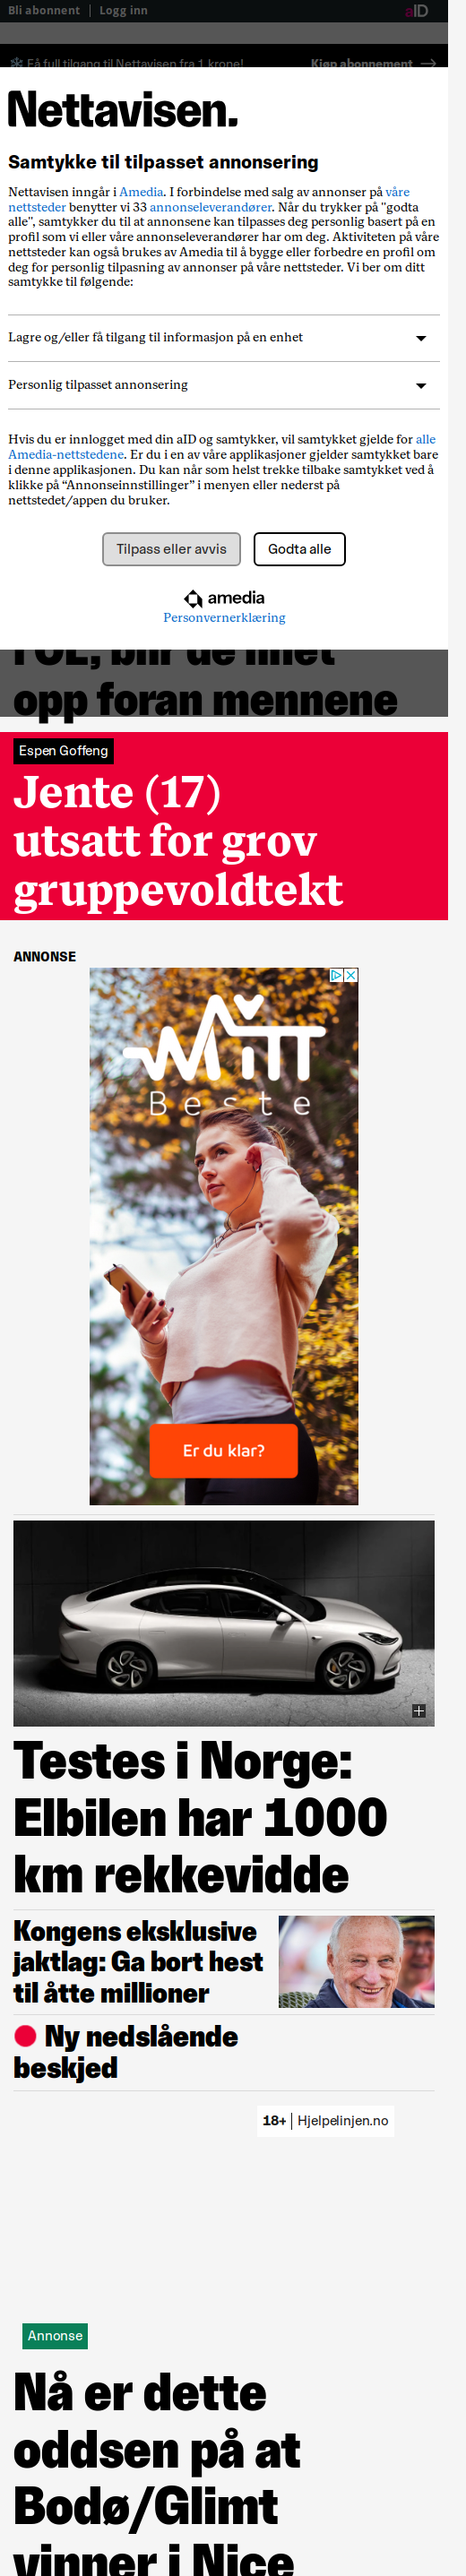 Bli abonnent | Logg inn
aID
Få full tilgang til Nettavisen fra 1 krone! Kjøp abonnement
Nettavisen.
Samtykke til tilpasset annonsering
Nettavisen inngår i Amedia. I forbindelse med salg av annonser på våre
nettsteder benytter vi 33 annonseleverandører. Når du trykker på "godta
alle", samtykker du til at annonsene kan tilpasses deg personlig basert på en
profil som vi eller våre annonseleverandører har om deg. Aktiviteten på våre
nettsteder kan også brukes av Amedia til å bygge eller forbedre en profil om
deg for personlig tilpasning av annonser på våre nettsteder. Vi ber om ditt
samtykke til følgende:
Lagre og/eller få tilgang til informasjon på en enhet
Personlig tilpasset annonsering
Hvis du er innlogget med din aID og samtykker, vil samtykket gjelde for alle
Amedia-nettstedene. Er du i en av våre applikasjoner gjelder samtykket bare
i denne applikasjonen. Du kan når som helst trekke tilbake samtykket ved å
klikke på “Annonseinnstillinger” i menyen eller nederst på
nettstedet/appen du bruker.
Tilpass eller avvis
Godta alle
amedia
Personvernerklæring
I OL, blir de hilet
opp foran mennene
Espen Goffeng
Jente (17)
utsatt for grov
gruppevoldtekt
ANNONSE
MITT
Beste
Er du klar?
Testes i Norge:
Elbilen har 1000
km rekkevidde
Kongens eksklusive
jaktlag: Ga bort hest
til åtte millioner
Ny nedslående
beskjed
18+ | Hjelpelinjen.no
Annonse
Nå er dette
oddsen på at
Bodø/Glimt
vinner i Nice